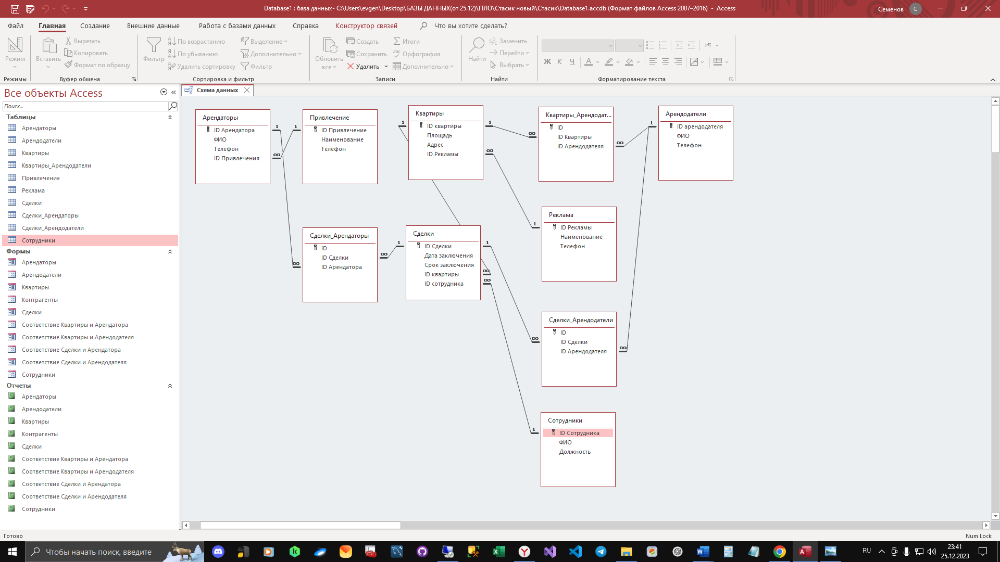 Database1 : база данных- C:\Users\evgen\Desktop\БАЗЫ ДАННЫХ(от 25.12)\ПЛО\Стасик новый\Стасик\Database1.accdb (Формат файлов Access 2007–2016) - Access
Семенов
С
Файл
Главная
Создание
Внешние данные
Работа с базами данных
Справка
Конструктор связей
Что вы хотите сделать?
Режим
Режимы
Вставить
Вырезать
Копировать
Формат по образцу
Буфер обмена
Фильтр
По возрастанию
По убыванию
Удалить сортировку
Выделение
Дополнительно
Фильтр
Сортировка и фильтр
Обновить
все
Создать
Сохранить
Удалить
Итоги
Орфография
Дополнительно
Записи
Найти
Заменить
Перейти
Выбрать
Найти
Ж К Ч
Форматирование текста
Все объекты Access
Поиск...
Таблицы
Арендаторы
Арендодатели
Квартиры
Квартиры_Арендодатели
Привлечение
Реклама
Сделки
Сделки_Арендаторы
Сделки_Арендодатели
Сотрудники
Формы
Арендаторы
Арендодатели
Квартиры
Контрагенты
Сделки
Соответствие Квартиры и Арендатора
Соответствие Квартиры и Арендодателя
Соответствие Сделки и Арендатора
Соответствие Сделки и Арендодателя
Сотрудники
Отчеты
Арендаторы
Арендодатели
Квартиры
Контрагенты
Сделки
Соответствие Квартиры и Арендатора
Соответствие Квартиры и Арендодателя
Соответствие Сделки и Арендатора
Соответствие Сделки и Арендодателя
Сотрудники
Схема данных
Арендаторы
ID Арендатора
ФИО
Телефон
ID Привлечения
Привлечение
ID Привлечение
Наименование
Телефон
Квартиры
ID квартиры
Площадь
Адрес
ID Рекламы
Квартиры_Арендодат...
ID
ID Квартиры
ID Арендодателя
Арендодатели
ID арендодателя
ФИО
Телефон
Реклама
ID Рекламы
Наименование
Телефон
Сделки_Арендаторы
ID
ID Сделки
ID Арендатора
Сделки
ID Сделки
Дата заключения
Срок заключения
ID квартиры
ID сотрудника
Сделки_Арендодатели
ID
ID Сделки
ID Арендодателя
Сотрудники
ID Сотрудника
ФИО
Должность
Готово
Num Lock
Чтобы начать поиск, введите
RU
23:41
25.12.2023